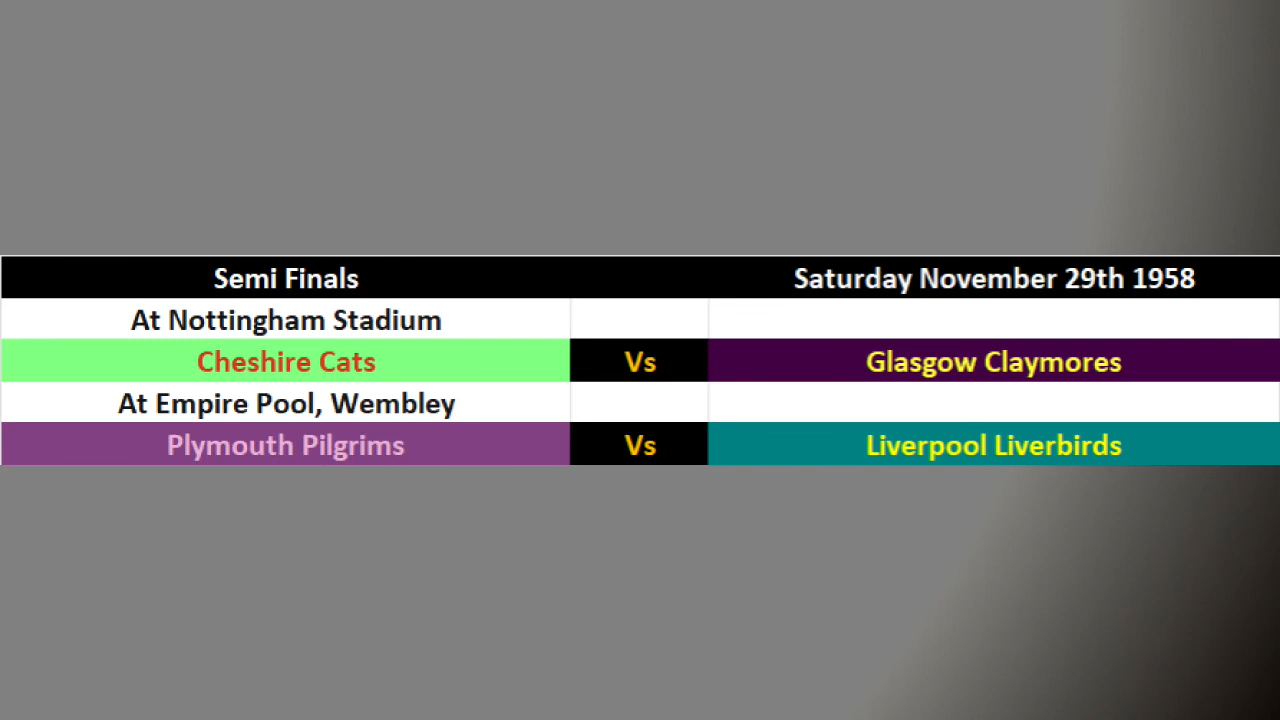 Semi Finals Saturday November 29th 1958
At Nottingham Stadium
Cheshire Cats Vs Glasgow Claymores
At Empire Pool, Wembley
Plymouth Pilgrims Vs Liverpool Liverbirds